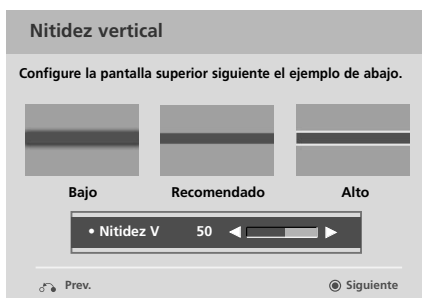 Nitidez vertical
Configure la pantalla superior siguiente el ejemplo de abajo.
Bajo Recomendado Alto
• Nitidez V 50
Prev. Siguiente